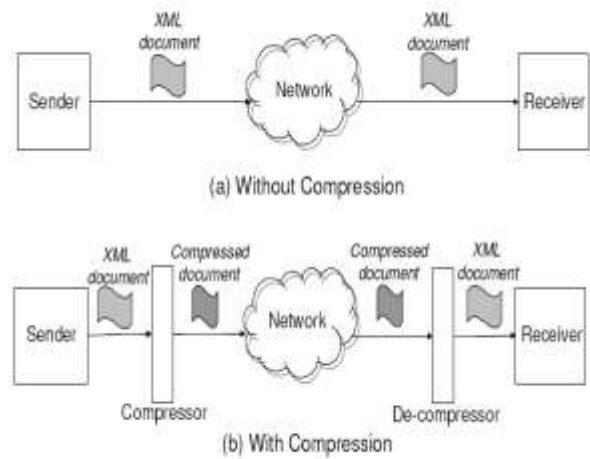 XML
document
XML
document
Sender
Network
Receiver
(a) Without Compression
XML
document
Compressed
document
Compressed
document
XML
document
Sender
Network
Receiver
Compressor
De-compressor
(b) With Compression